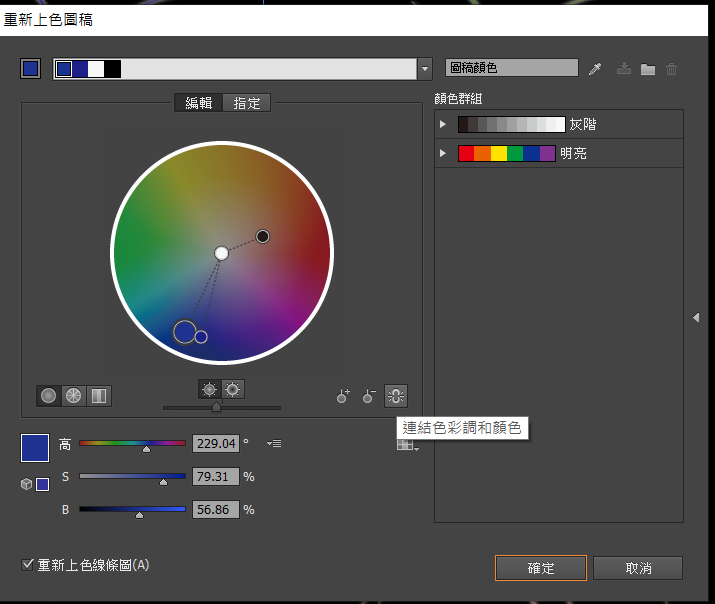 重新上色圖稿
圖稿顏色
編輯 指定
顏色群組
灰階
明亮
連結色彩調和顏色
高 229.04 °
S 79.31 %
B 56.86 %
重新上色線條圖(A)
確定 取消